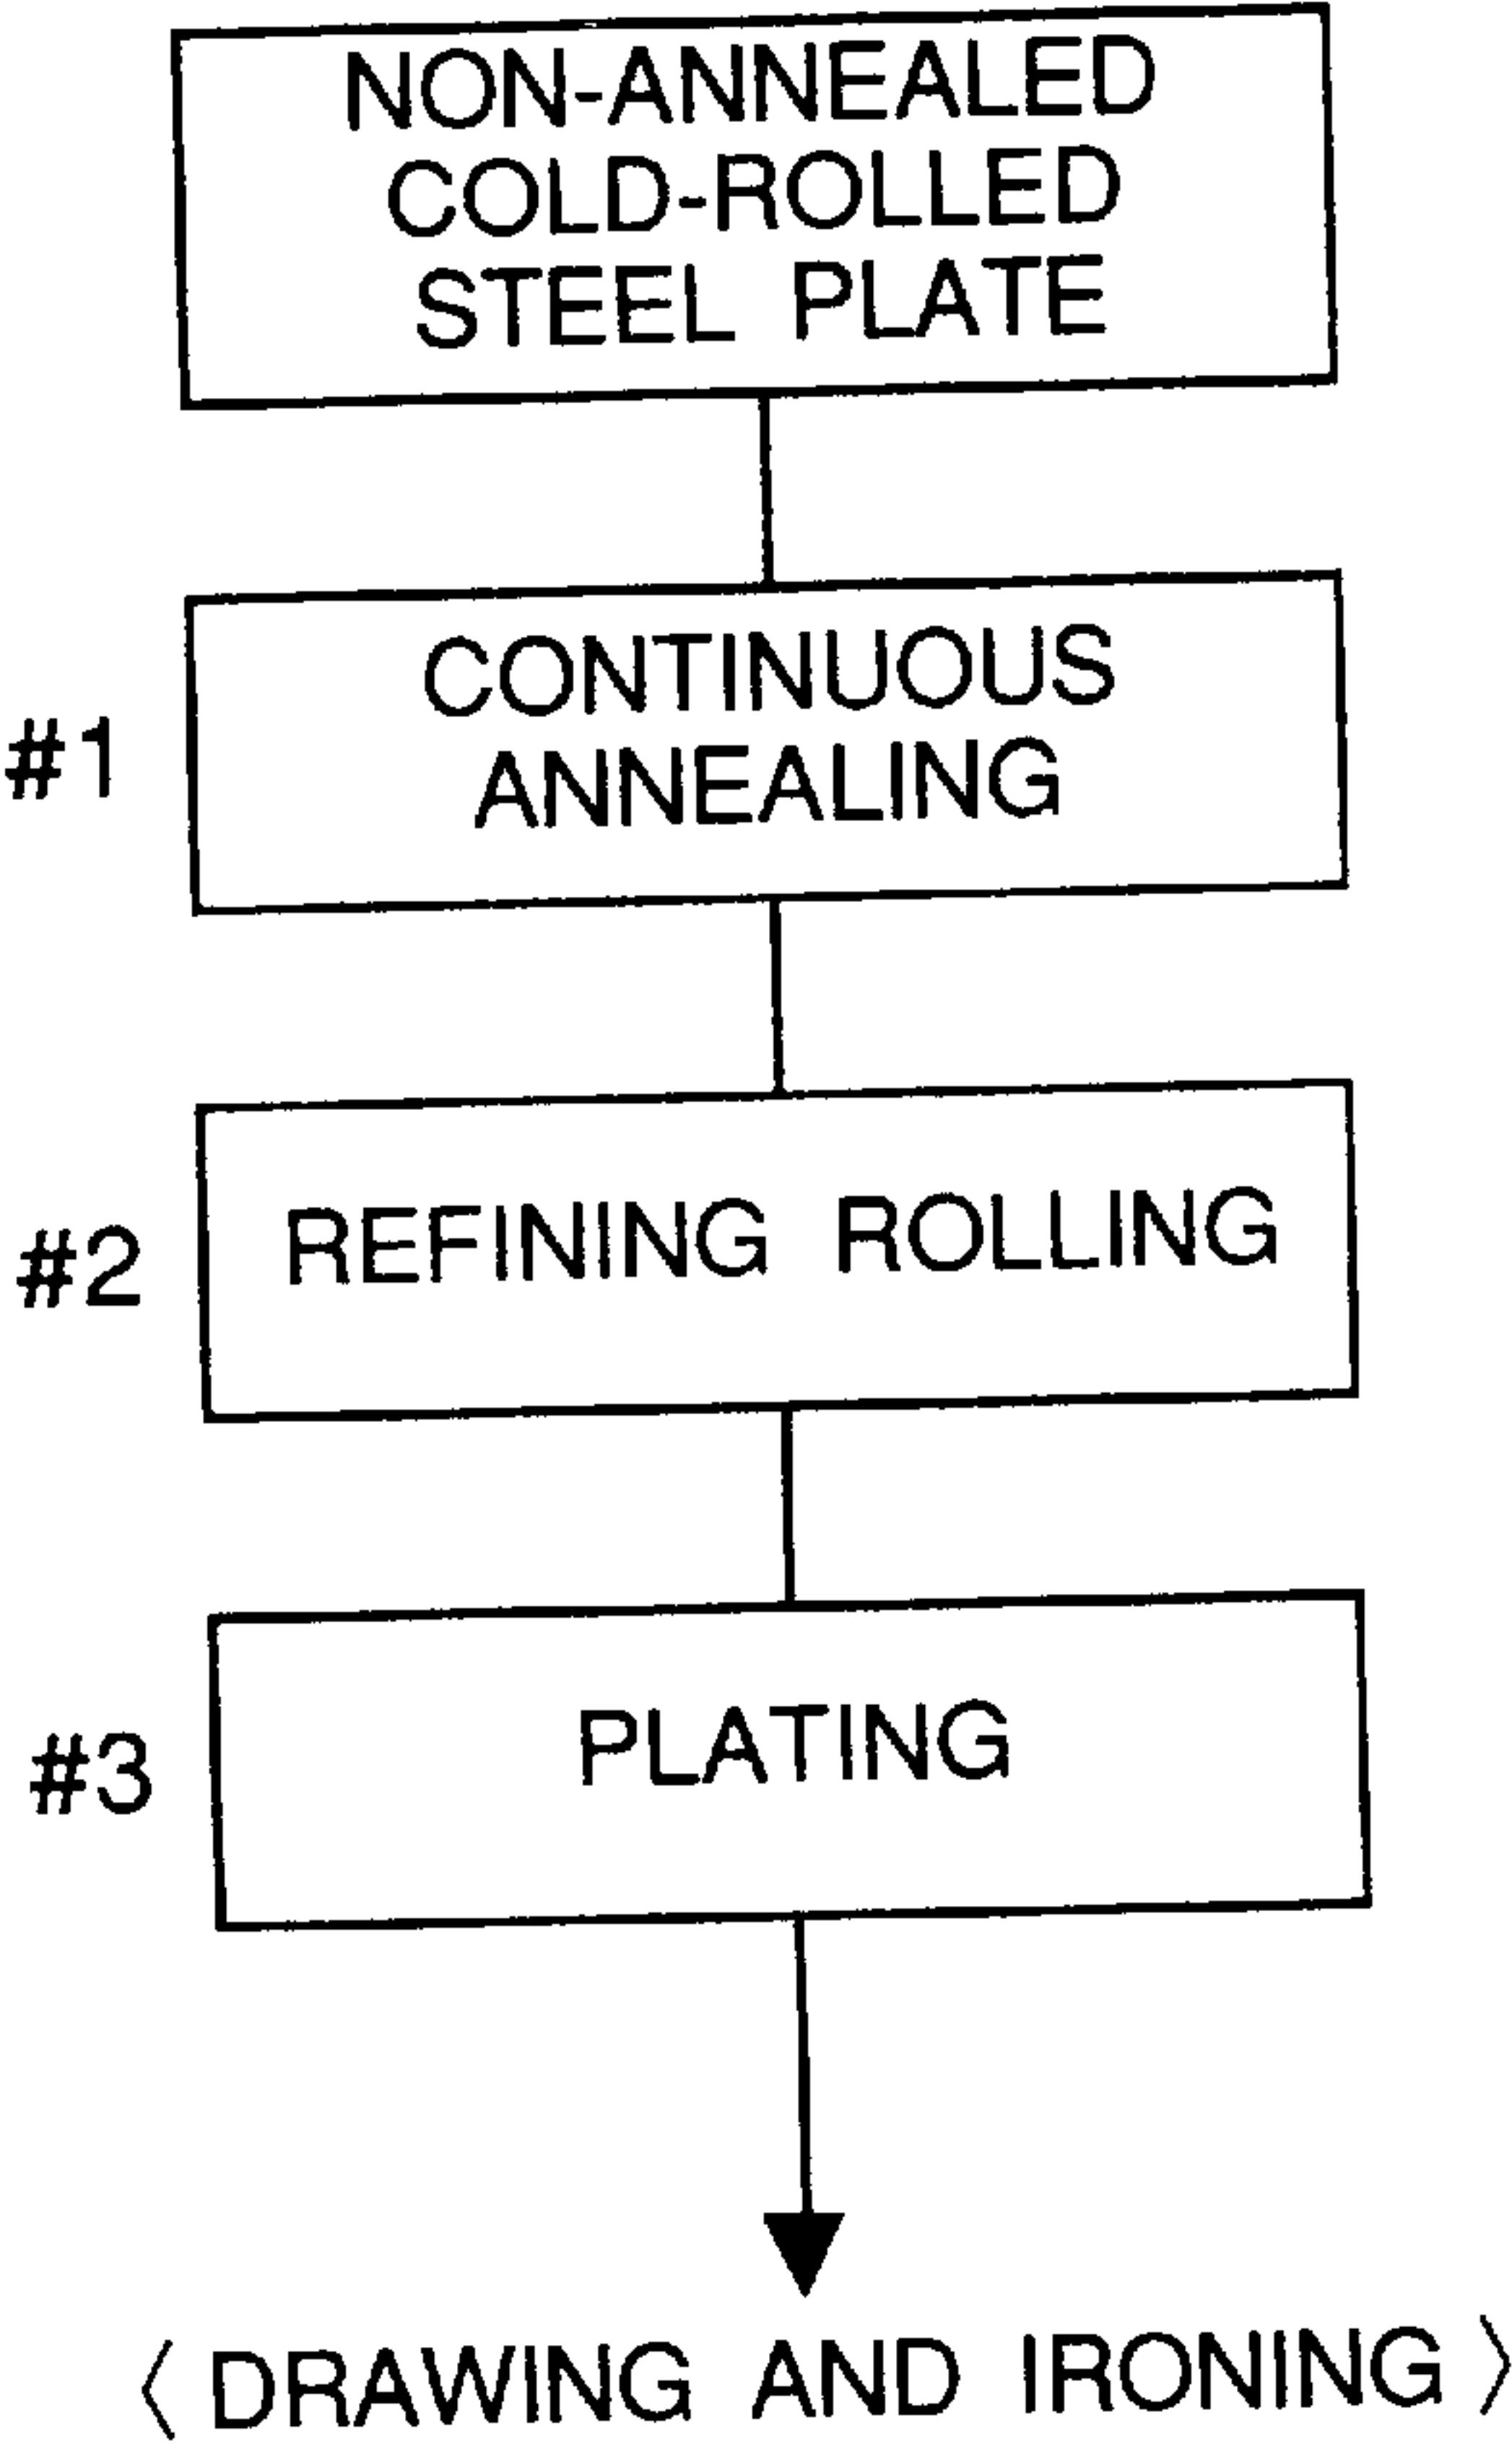 NON-ANNEALED
COLD-ROLLED
STEEL PLATE
#1
CONTINUOUS
ANNEALING
#2
REFINING ROLLING
#3
PLATING
〈DRAWING AND IRONING〉